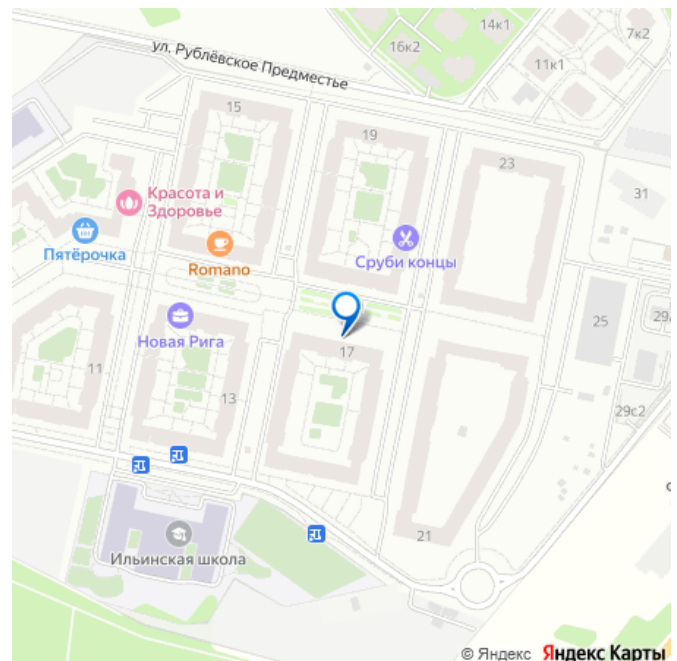 14к1
7к2
16к2
11к1
ул. Рублёвское Предместье
15
19
23
31
Красота и
Здоровье
Пятёрочка
Romano
Сруби концы
Новая Рига
17
25
11
13
29с2
21
Ильинская школа
© Яндекс Яндекс Карты